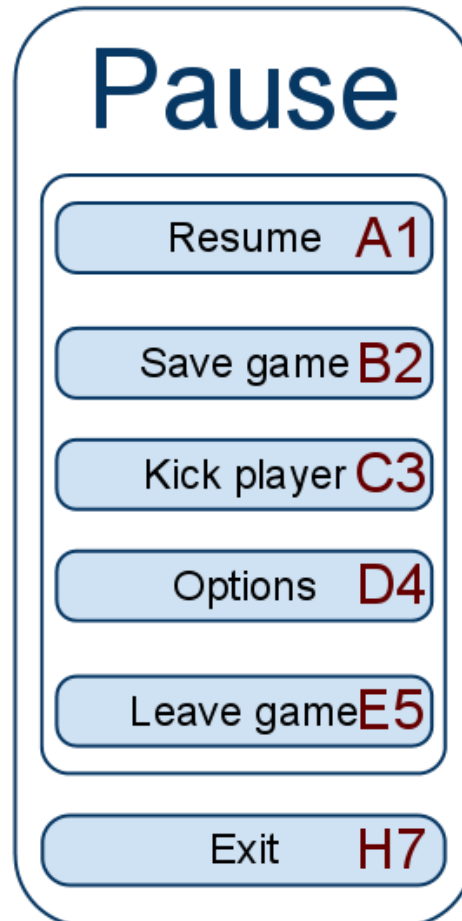 Pause
Resume A1
Save game B2
Kick player C3
Options D4
Leave game E5
Exit H7